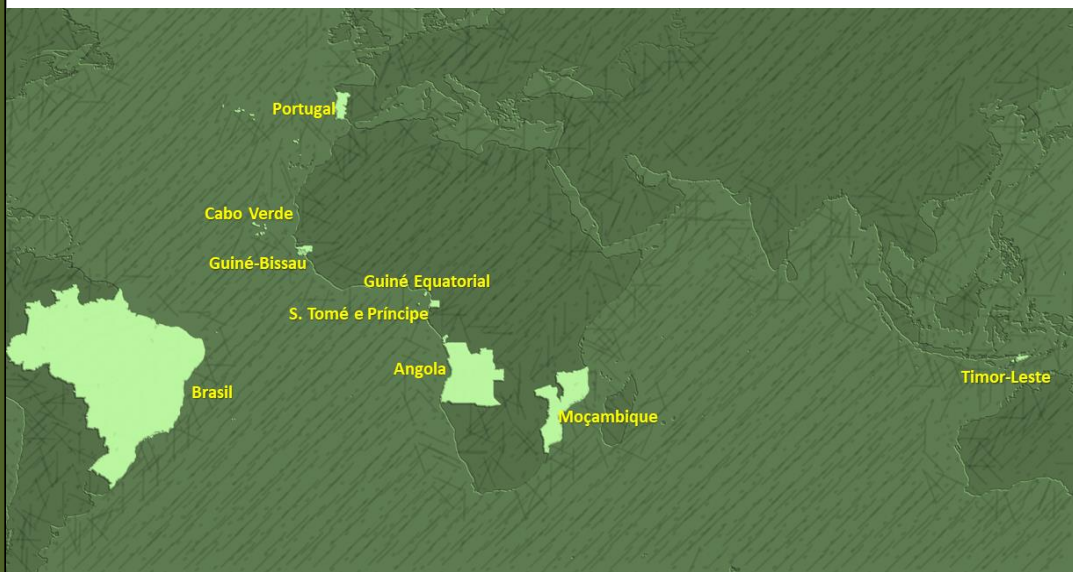 Portugal
Cabo Verde
Guiné-Bissau
Guiné Equatorial
S. Tomé e Príncipe
Angola
Brasil
Moçambique
Timor-Leste